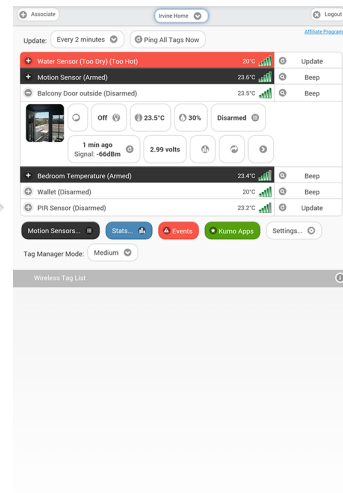 Associate
Irvine Home
Logout
Affiliate Program
Update:
Every 2 minutes
Ping All Tags Now
Water Sensor (Too Dry) (Too Hot) 20°C Update
Motion Sensor (Armed) 23.6°C Beep
Balcony Door outside (Disarmed) 23.5°C Beep
Off 23.5°C 30% Disarmed
1 min ago
Signal: -66dBm
2.99 volts
Bedroom Temperature (Armed) 23.4°C Beep
Wallet (Disarmed) 20°C Beep
PIR Sensor (Disarmed) 23.2°C Update
Motion Sensors... Stats... Events Kumo Apps Settings...
Tag Manager Mode: Medium
Wireless Tag List